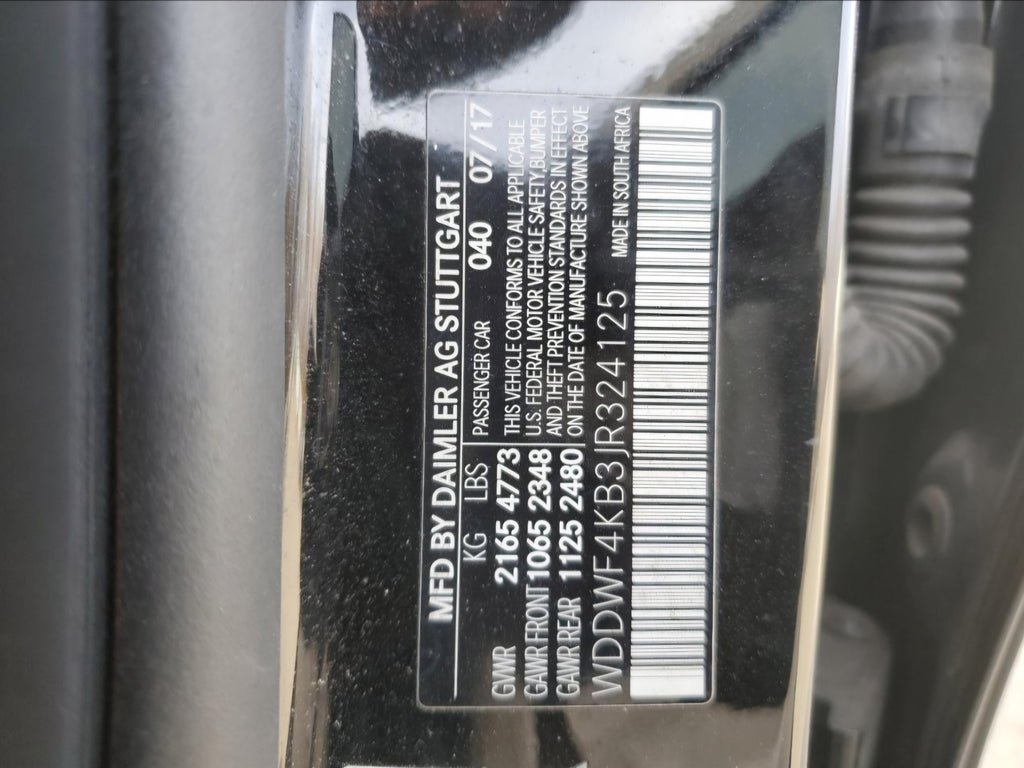 MFD BY DAIMLER AG STUTTGART
KG LBS PASSENGER CAR 040 07/17
GVWR 2165 4773 THIS VEHICLE CONFORMS TO ALL APPLICABLE
GAWR FRONT 1065 2348 U.S. FEDERAL MOTOR VEHICLE SAFETY, BUMPER
GAWR REAR 1125 2480 AND THEFT PREVENTION STANDARDS IN EFFECT
ON THE DATE OF MANUFACTURE SHOWN ABOVE
WDDWF4KB3JR324125 MADE IN SOUTH AFRICA